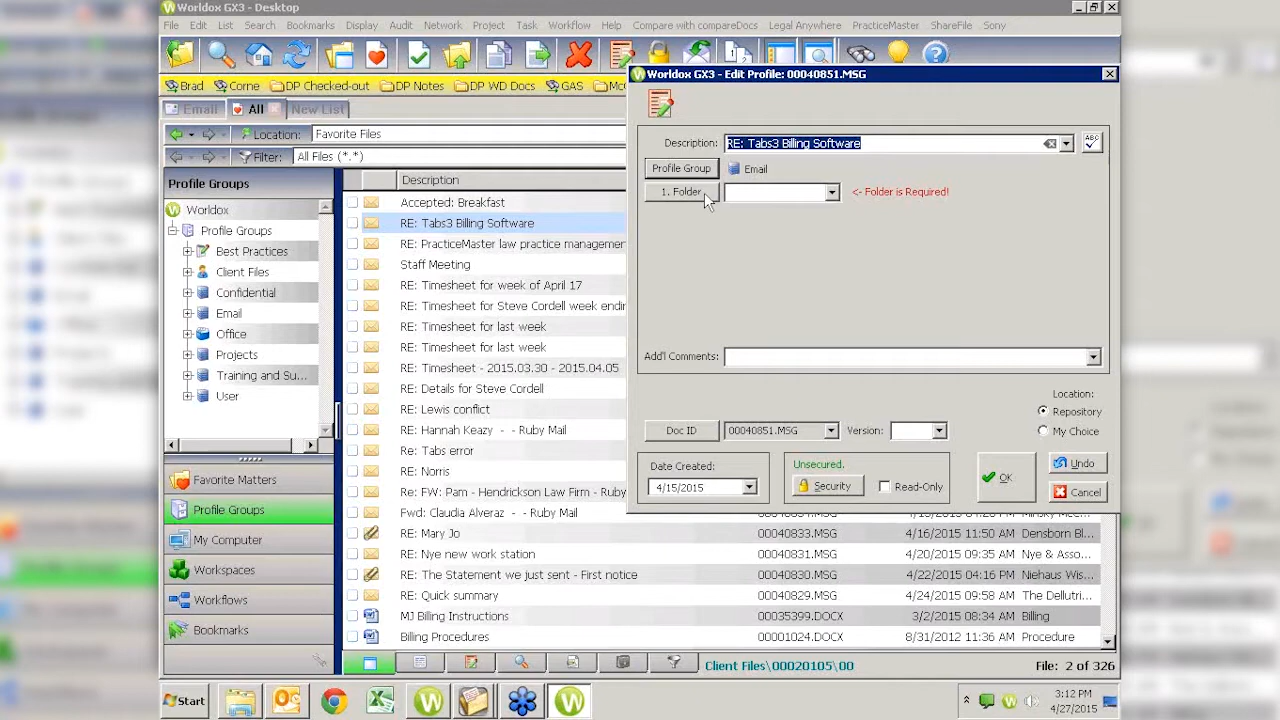 Worldox GX3 - Desktop
File Edit List Search Bookmarks Display Audit Network Project Task Workflow Help Compare with compareDocs Legal Anywhere PracticeMaster ShareFile Sony
Brad Corne DP Checked-out DP Notes DP WD Docs GAS
Email All New List
Location: Favorite Files
Filter: All Files (*.*)
Profile Groups
Worldox
Profile Groups
Best Practices
Client Files
Confidential
Email
Office
Projects
Training and Su...
User
Favorite Matters
Profile Groups
My Computer
Workspaces
Workflows
Bookmarks
Description
Accepted: Breakfast
RE: Tabs3 Billing Software
RE: PracticeMaster law practice managemen
Staff Meeting
RE: Timesheet for week of April 17
RE: Timesheet for Steve Cordell week endin
RE: Timesheet for last week
RE: Timesheet for last week
RE: Timesheet - 2015.03.30 - 2015.04.05
RE: Details for Steve Cordell
RE: Lewis conflict
RE: Hannah Keazy - - Ruby Mail
Re: Tabs error
RE: Norris
Re: FW: Pam - Hendrickson Law Firm - Ruby
Fwd: Claudia Alveraz - - Ruby Mail
RE: Mary Jo 00040833.MSG 4/16/2015 11:50 AM Densborn Bl...
RE: Nye new work station 00040831.MSG 4/20/2015 09:35 AM Nye & Asso...
RE: The Statement we just sent - First notice 00040830.MSG 4/22/2015 04:16 PM Niehaus Wis...
RE: Quick summary 00040829.MSG 4/24/2015 09:58 AM The Dellutri...
MJ Billing Instructions 00035399.DOCX 3/2/2015 08:34 AM Billing
Billing Procedures 00001024.DOCX 8/31/2012 11:36 AM Procedure
Client Files\00020105\00 File: 2 of 326
Worldox GX3 - Edit Profile: 00040851.MSG
Description: RE: Tabs3 Billing Software ABC
Profile Group Email
1. Folder <- Folder is Required!
Add'l Comments:
Location:
Repository
My Choice
Doc ID 00040851.MSG Version:
Date Created:
4/15/2015
Unsecured.
Security Read-Only
OK
Undo
Cancel
Start
3:12 PM
4/27/2015